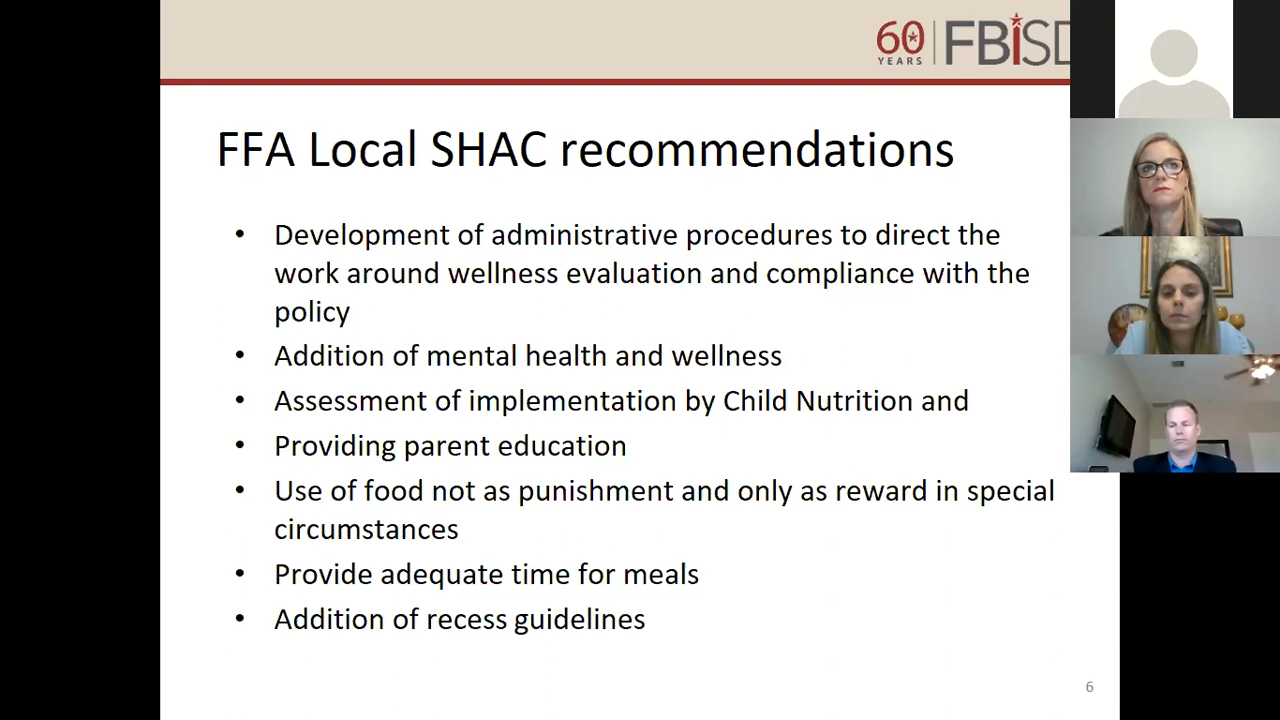 60 YEARS FBISD
FFA Local SHAC recommendations
• Development of administrative procedures to direct the
work around wellness evaluation and compliance with the
policy
• Addition of mental health and wellness
• Assessment of implementation by Child Nutrition and
• Providing parent education
• Use of food not as punishment and only as reward in special
circumstances
• Provide adequate time for meals
• Addition of recess guidelines
6